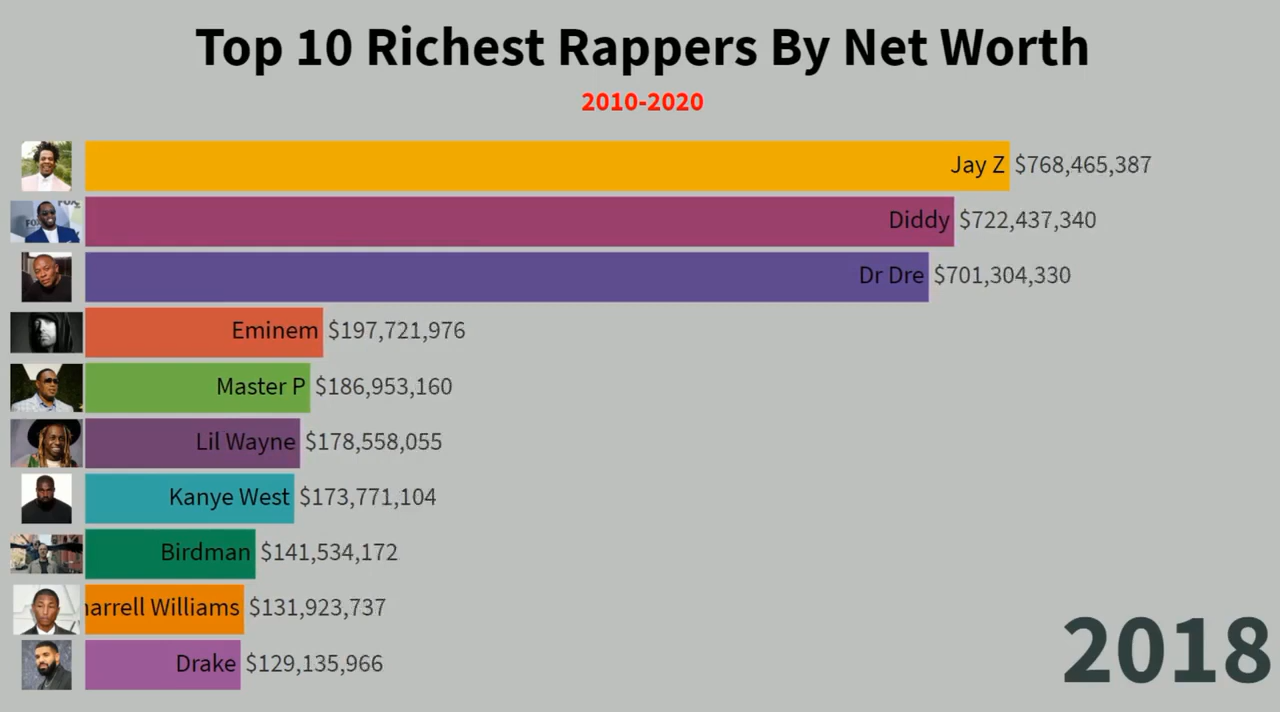 Top 10 Richest Rappers By Net Worth
2010-2020
Jay Z $768,465,387
FOX
Diddy $722,437,340
Dr Dre $701,304,330
Eminem $197,721,976
Master P $186,953,160
Lil Wayne $178,558,055
Kanye West $173,771,104
Birdman $141,534,172
arrell Williams $131,923,737
Drake $129,135,966
2018